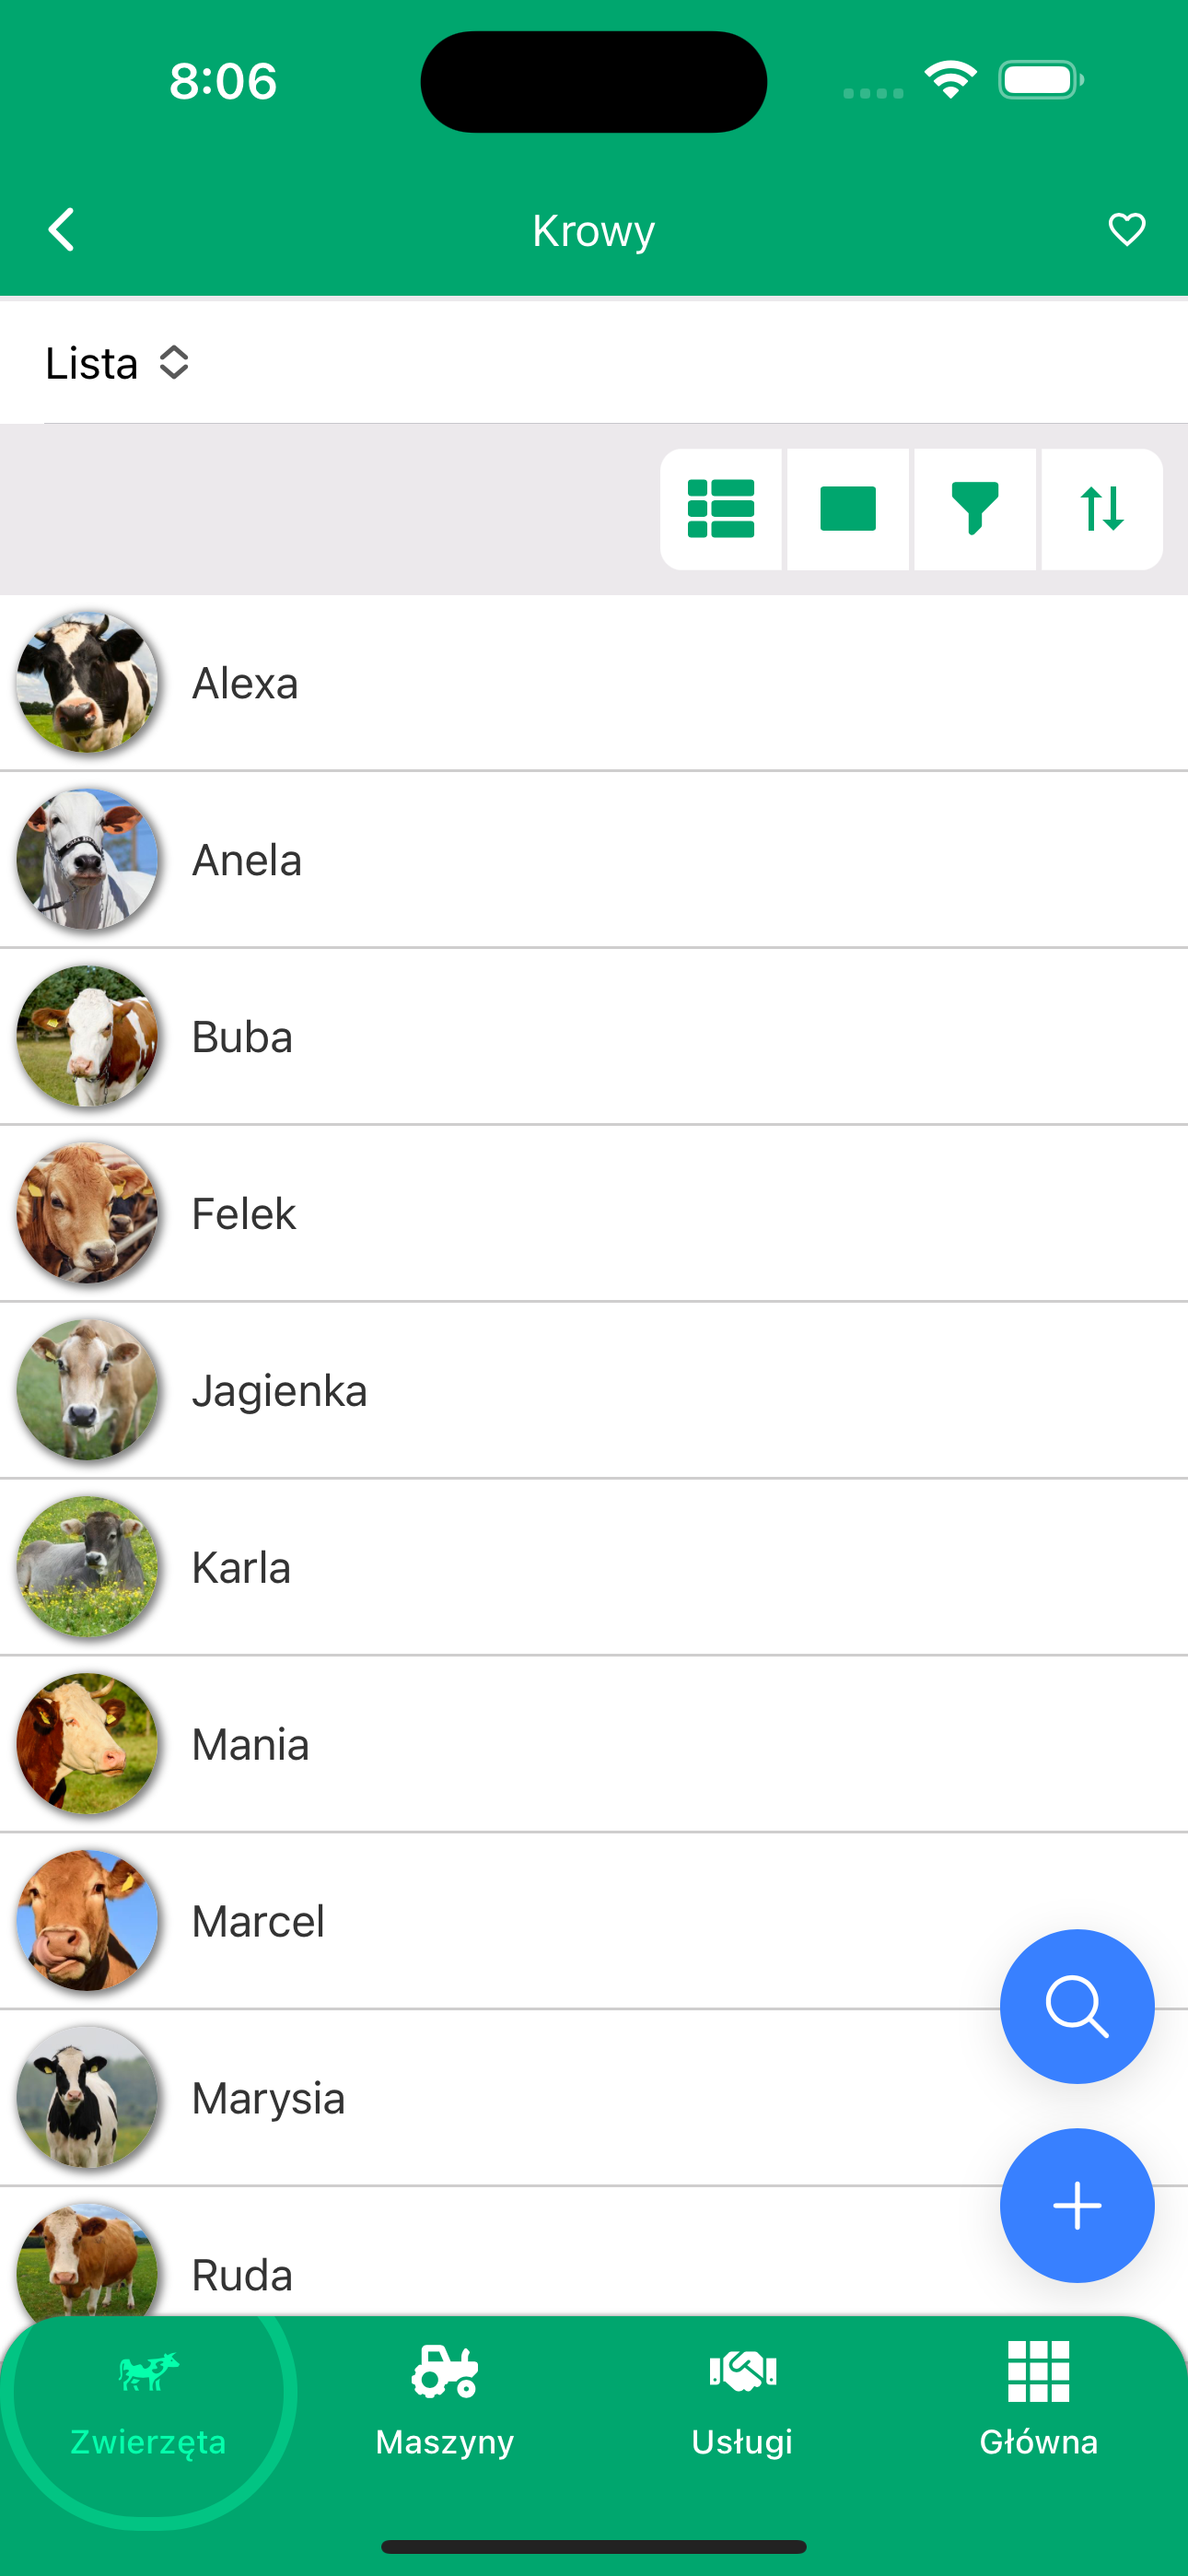 8:06
Krowy
Lista
Alexa
Anela
Buba
Felek
Jagienka
Karla
Mania
Marcel
Marysia
Ruda
Zwierzęta Maszyny Usługi Główna